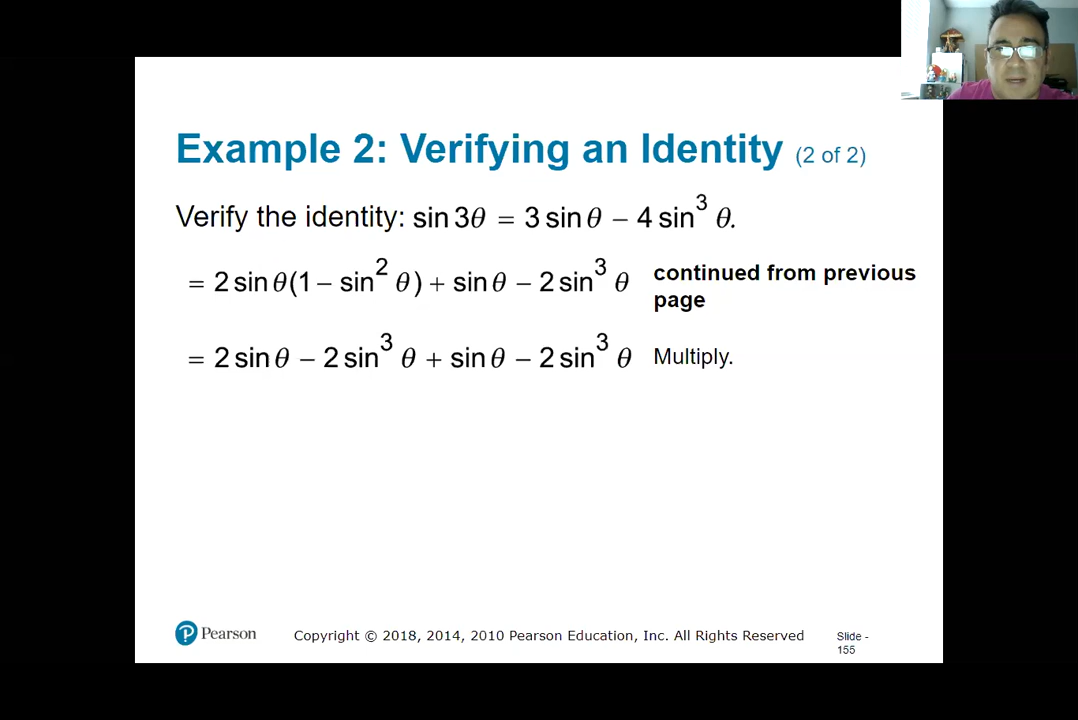 Example 2: Verifying an Identity (2 of 2)
Verify the identity: sin 3θ = 3 sin θ − 4 sin³ θ.
= 2 sin θ(1 − sin² θ) + sin θ − 2 sin³ θ continued from previous
page
= 2 sin θ − 2 sin³ θ + sin θ − 2 sin³ θ Multiply.
P Pearson
Copyright © 2018, 2014, 2010 Pearson Education, Inc. All Rights Reserved
Slide -
155